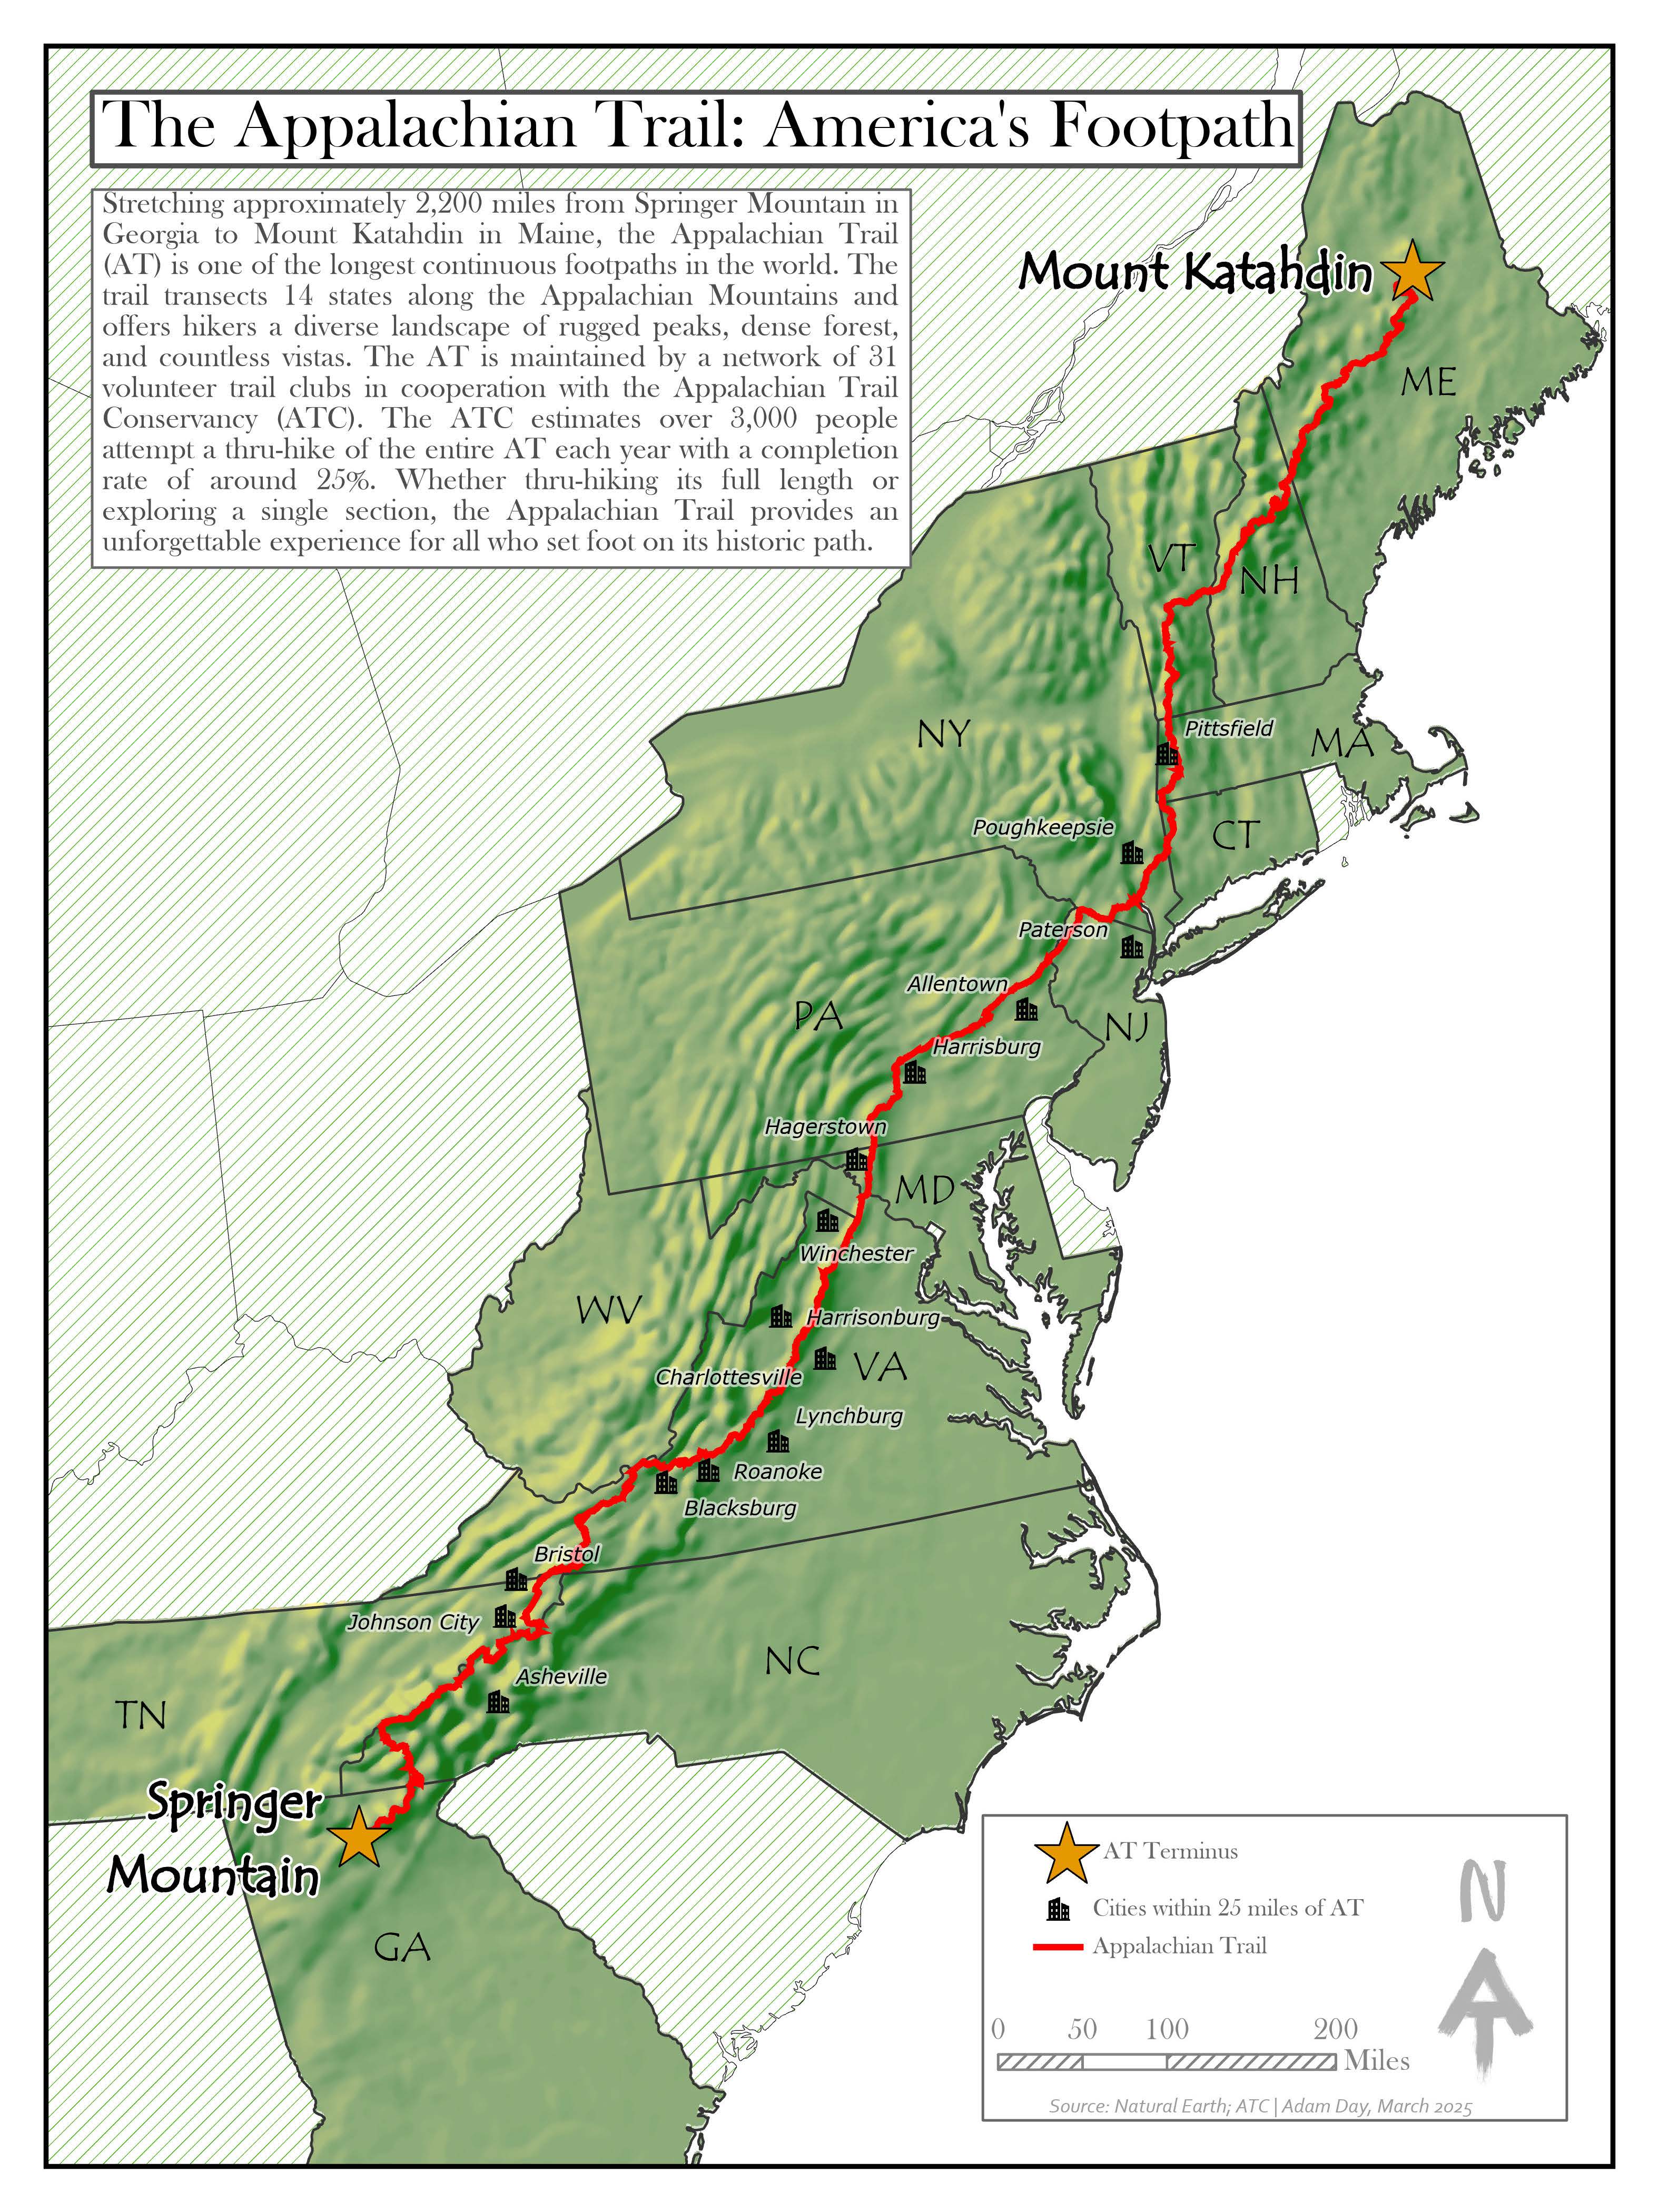 The Appalachian Trail: America's Footpath
Stretching approximately 2,200 miles from Springer Mountain in
Georgia to Mount Katahdin in Maine, the Appalachian Trail
(AT) is one of the longest continuous footpaths in the world. The
trail transects 14 states along the Appalachian Mountains and
offers hikers a diverse landscape of rugged peaks, dense forest,
and countless vistas. The AT is maintained by a network of 31
volunteer trail clubs in cooperation with the Appalachian Trail
Conservancy (ATC). The ATC estimates over 3,000 people
attempt a thru-hike of the entire AT each year with a completion
rate of around 25%. Whether thru-hiking its full length or
exploring a single section, the Appalachian Trail provides an
unforgettable experience for all who set foot on its historic path.
Mount Katahdin
ME
VT
NH
NY
Pittsfield
MA
Poughkeepsie
CT
Paterson
Allentown
PA
NJ
Harrisburg
Hagerstown
MD
Winchester
WV
Harrisonburg
VA
Charlottesville
Lynchburg
Roanoke
Blacksburg
Bristol
Johnson City
NC
Asheville
TN
Springer
Mountain
GA
AT Terminus
Cities within 25 miles of AT
Appalachian Trail
N
0 50 100 200
Miles
Source: Natural Earth; ATC | Adam Day, March 2025